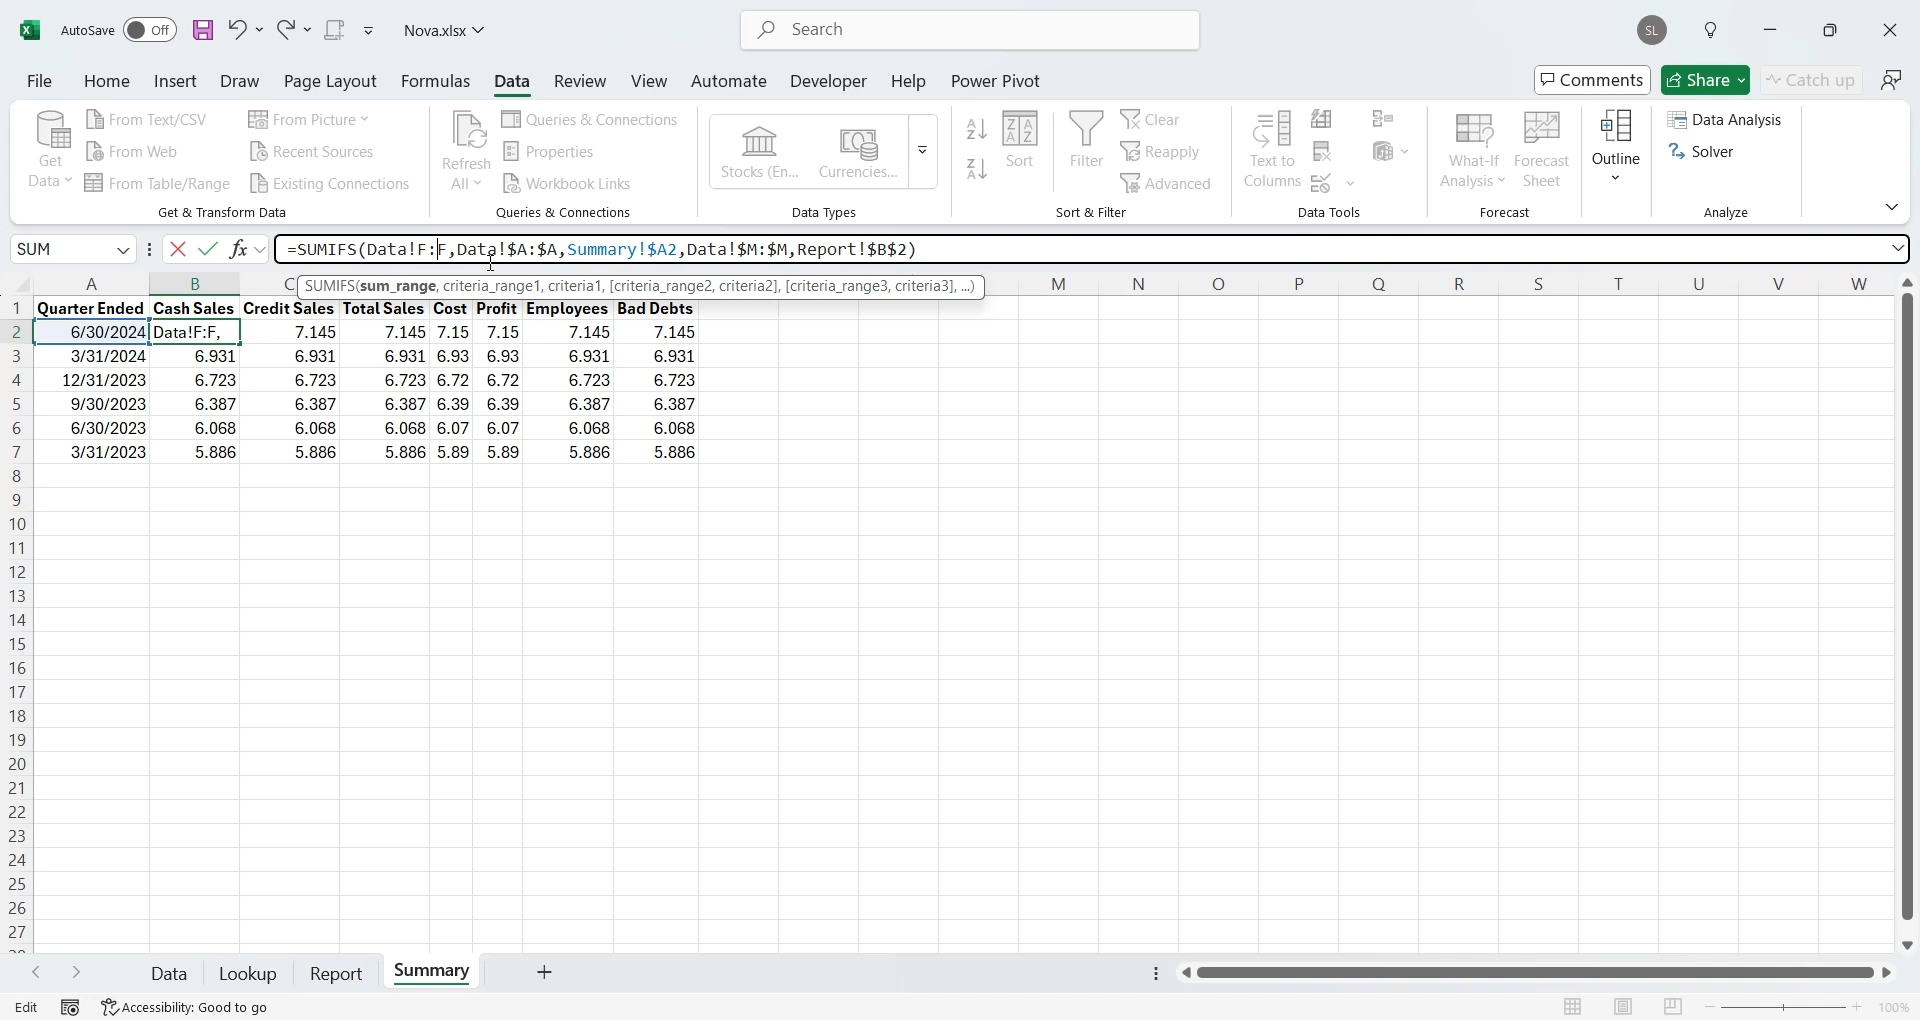 AutoSave Off Nova.xlsx Search SL
File Home Insert Draw Page Layout Formulas Data Review View Automate Developer Help Power Pivot Comments Share Catch up
Get Data From Text/CSV From Web From Table/Range From Picture Recent Sources Existing Connections
Refresh All Queries & Connections Properties Workbook Links
Stocks (En... Currencies...
Sort Filter Clear Reapply Advanced
Text to Columns What-If Analysis Forecast Sheet Outline Data Analysis Solver
Get & Transform Data Queries & Connections Data Types Sort & Filter Data Tools Forecast Analyze
SUM fx =SUMIFS(Data!F:F,Data!$A:$A,Summary!$A2,Data!$M:$M,Report!$B$2)
SUMIFS(sum_range, criteria_range1, criteria1, [criteria_range2, criteria2], [criteria_range3, criteria3], ...)
A B C M N O P Q R S T U V W
1 Quarter Ended Cash Sales Credit Sales Total Sales Cost Profit Employees Bad Debts
2 6/30/2024 Data!F:F, 7.145 7.145 7.15 7.15 7.145 7.145
3 3/31/2024 6.931 6.931 6.931 6.93 6.93 6.931 6.931
4 12/31/2023 6.723 6.723 6.723 6.72 6.72 6.723 6.723
5 9/30/2023 6.387 6.387 6.387 6.39 6.39 6.387 6.387
6 6/30/2023 6.068 6.068 6.068 6.07 6.07 6.068 6.068
7 3/31/2023 5.886 5.886 5.886 5.89 5.89 5.886 5.886
8
9
10
11
12
13
14
15
16
17
18
19
20
21
22
23
24
25
26
27
Data Lookup Report Summary
Edit Accessibility: Good to go 100%